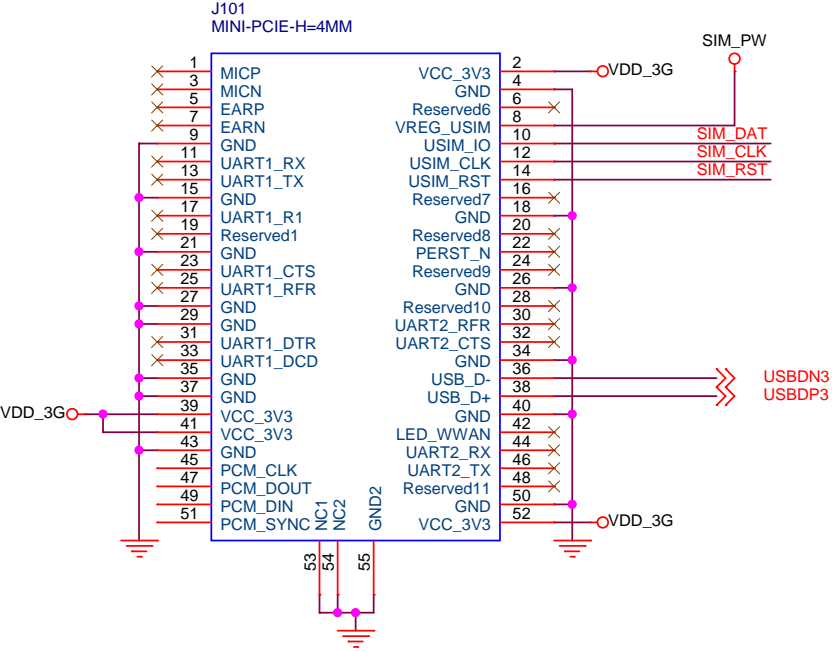 J101
MINI-PCIE-H=4MM
SIM_PW
1 MICP VCC_3V3 2 VDD_3G
3 MICN GND 4
5 EARP Reserved6 6
7 EARN VREG_USIM 8
9 GND USIM_IO 10 SIM_DAT
11 UART1_RX USIM_CLK 12 SIM_CLK
13 UART1_TX USIM_RST 14 SIM_RST
15 GND Reserved7 16
17 UART1_R1 GND 18
19 Reserved1 Reserved8 20
21 GND PERST_N 22
23 UART1_CTS Reserved9 24
25 UART1_RFR GND 26
27 GND Reserved10 28
29 GND UART2_RFR 30
31 UART1_DTR UART2_CTS 32
33 UART1_DCD GND 34
35 GND USB_D- 36 USBDN3
37 GND USB_D+ 38 USBDP3
VDD_3G 39 VCC_3V3 GND 40
41 VCC_3V3 LED_WWAN 42
43 GND UART2_RX 44
45 PCM_CLK UART2_TX 46
47 PCM_DOUT Reserved11 48
49 PCM_DIN GND 50
51 PCM_SYNC NC1 NC2 GND2 VCC_3V3 52 VDD_3G
53 54 55